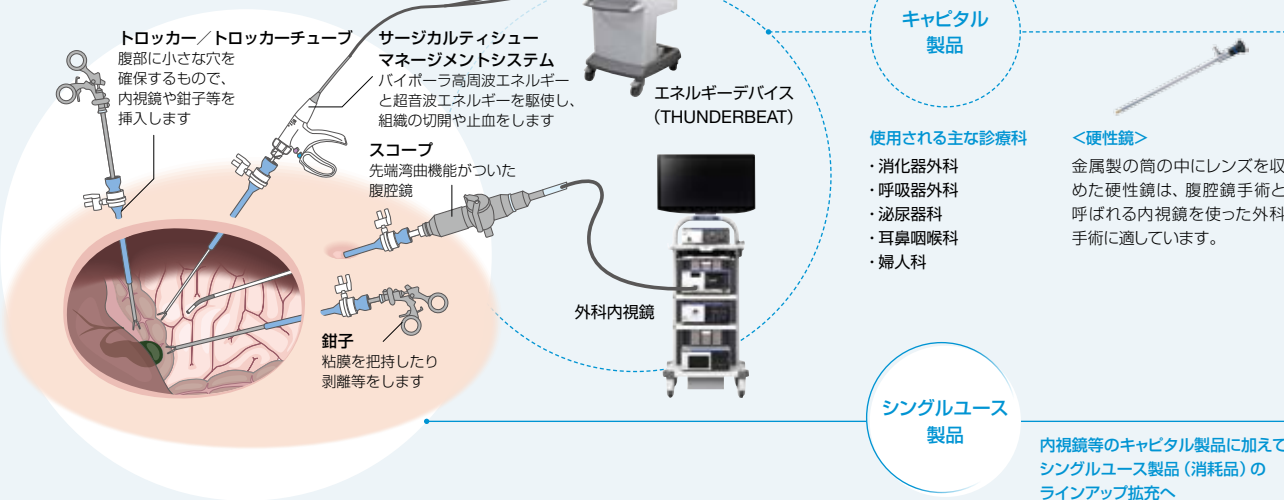 トロッカー／トロッカーチューブ
腹部に小さな穴を
確保するもので、
内視鏡や鉗子等を
挿入します
サージカルティシュー
マネージメントシステム
バイポーラ高周波エネルギー
と超音波エネルギーを駆使し、
組織の切開や止血をします
スコープ
先端湾曲機能がついた
腹腔鏡
鉗子
粘膜を把持したり
剥離等をします
エネルギーデバイス
（THUNDERBEAT）
外科内視鏡
キャピタル
製品
使用される主な診療科
・消化器外科
・呼吸器外科
・泌尿器科
・耳鼻咽喉科
・婦人科
＜硬性鏡＞
金属製の筒の中にレンズを収
めた硬性鏡は、腹腔鏡手術と
呼ばれる内視鏡を使った外科
手術に適しています。
シングルユース
製品
内視鏡等のキャピタル製品に加えて
シングルユース製品（消耗品）の
ラインアップ拡充へ